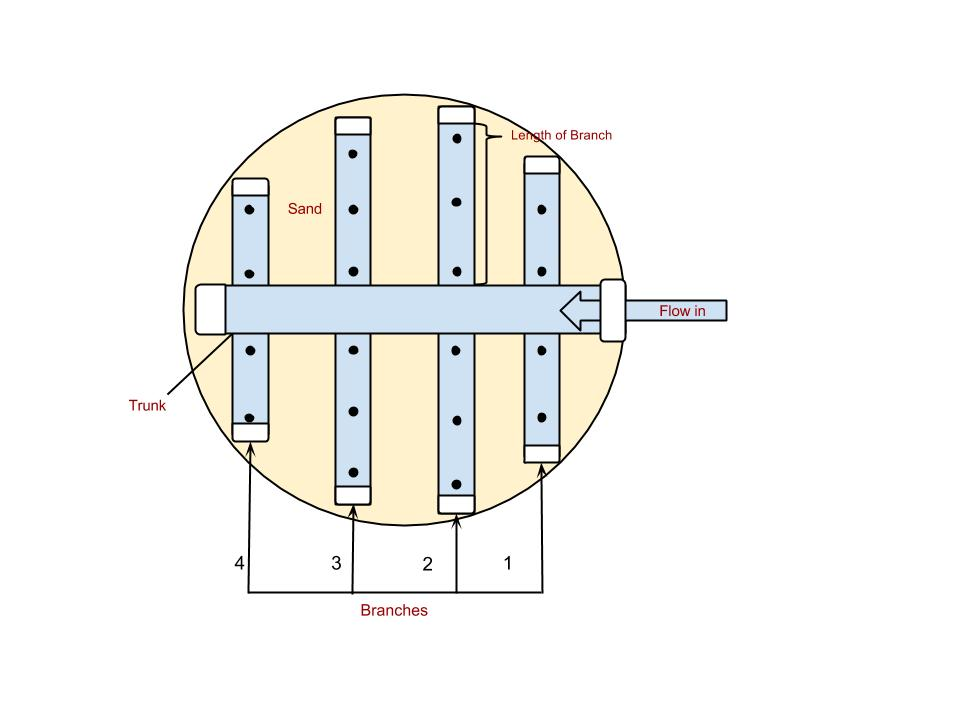 Length of Branch
Sand
Flow in
Trunk
4 3 2 1
Branches